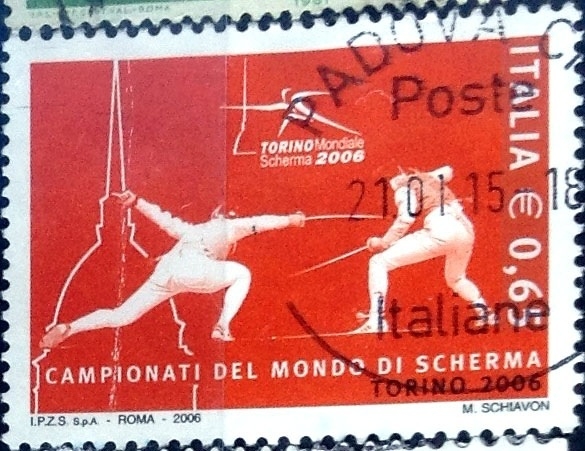 PADOVA C
ITALIA € 0,6
Poste
TORINO Mondiale
Scherma 2006
21.01.15-18
Italiane
CAMPIONATI DEL MONDO DI SCHERMA
TORINO 2006
I.P.Z.S. S.p.A. - ROMA - 2006
M. SCHIAVON